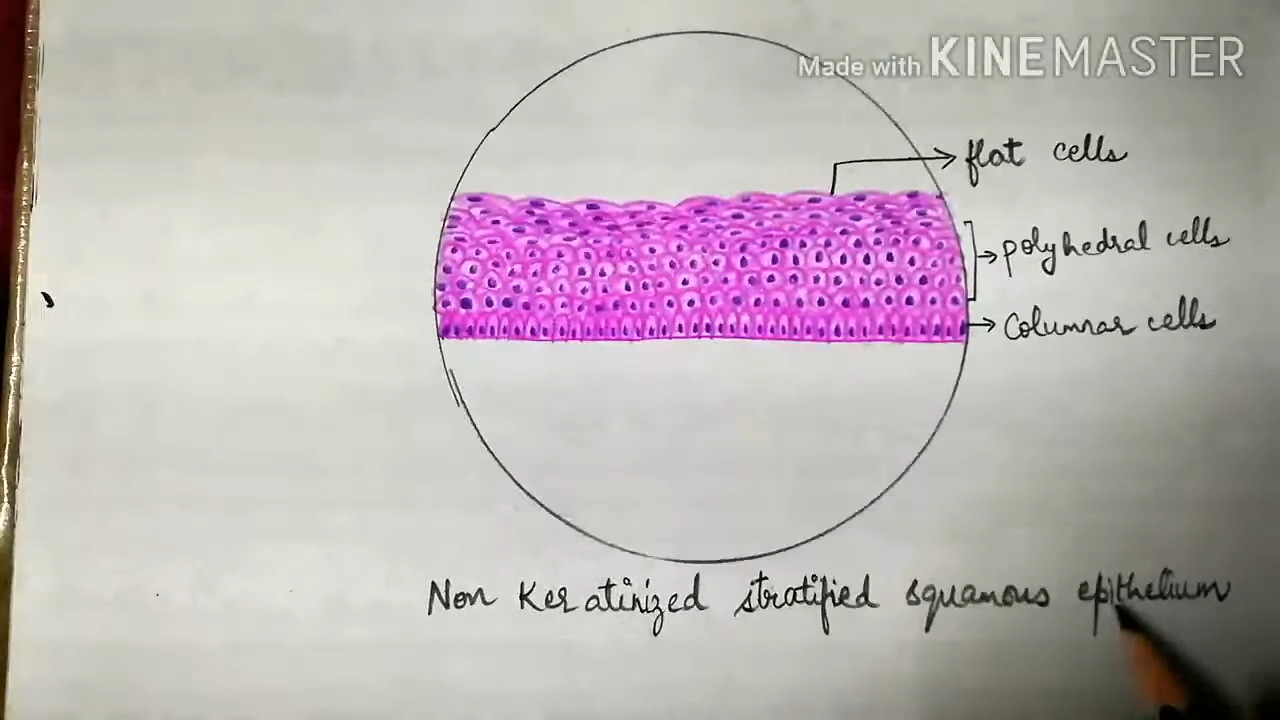 Made with KINEMASTER
flat cells
polyhedral cells
Columnar cells
Non Keratinized stratified squamous epithelium